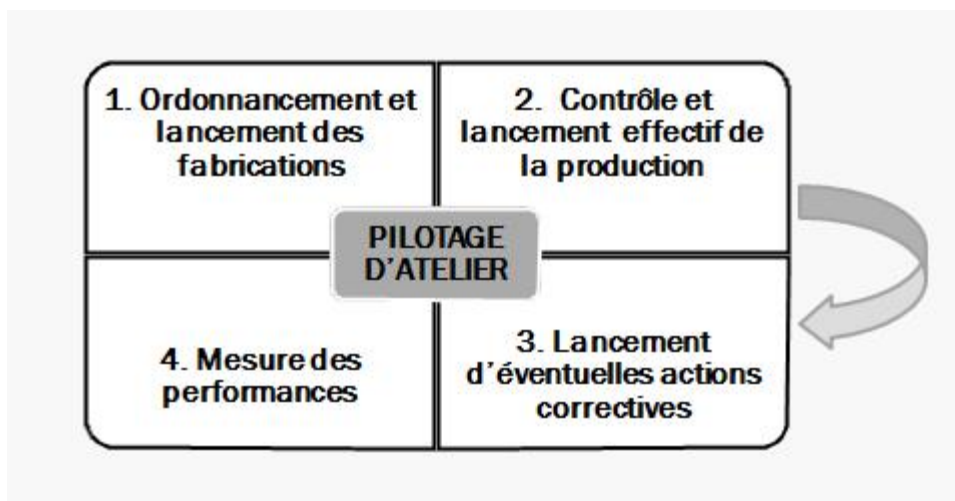 1. Ordonnancement et
lancement des
fabrications
2. Contrôle et
lancement effectif de
la production
PILOTAGE
D'ATELIER
4. Mesure des
performances
3. Lancement
d'éventuelles actions
correctives